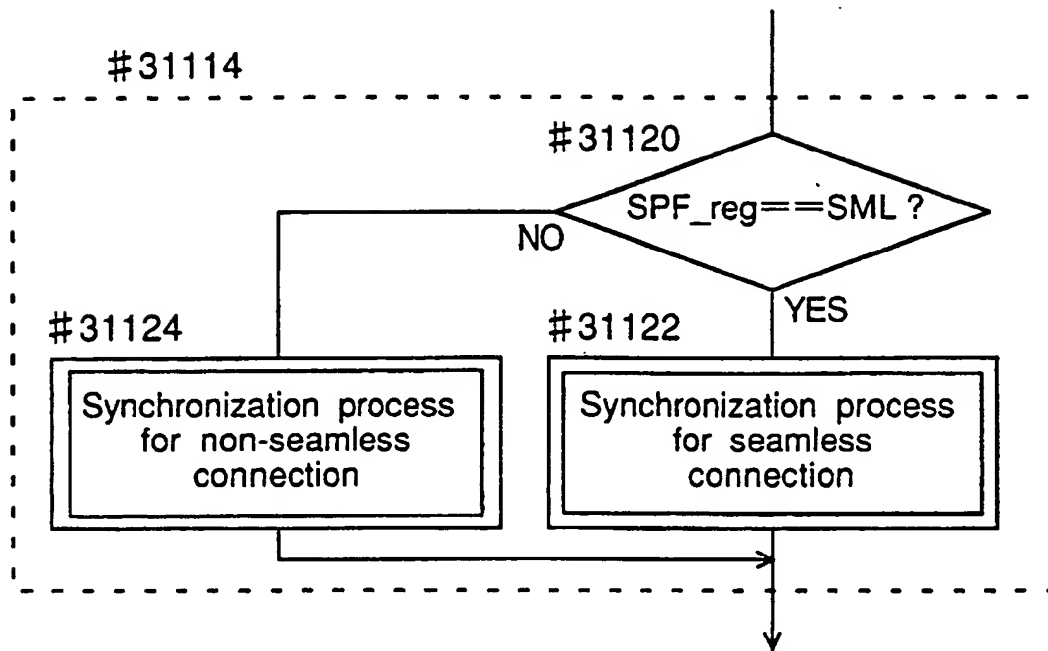 #31114
#31120
SPF_reg==SML ?
NO
YES
#31124
#31122
Synchronization process
for non-seamless
connection
Synchronization process
for seamless
connection